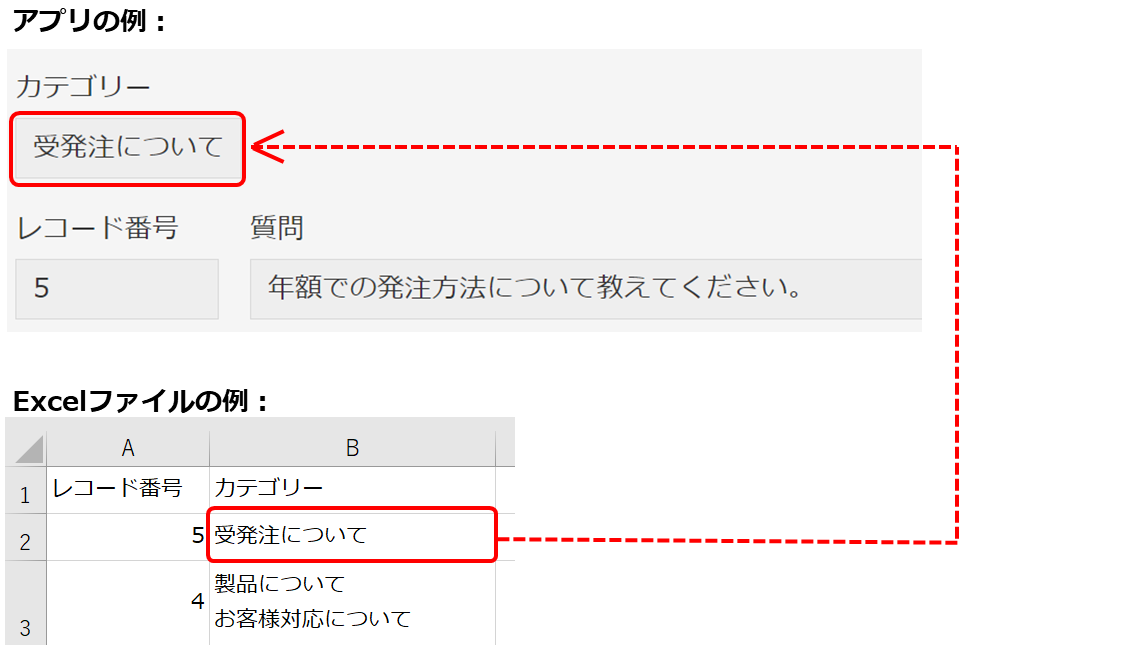 アプリの例：
カテゴリー
受発注について
レコード番号 質問
5 年額での発注方法について教えてください。
Excelファイルの例：
A B
1 レコード番号 カテゴリー
2 5 受発注について
製品について
4
お客様対応について
3